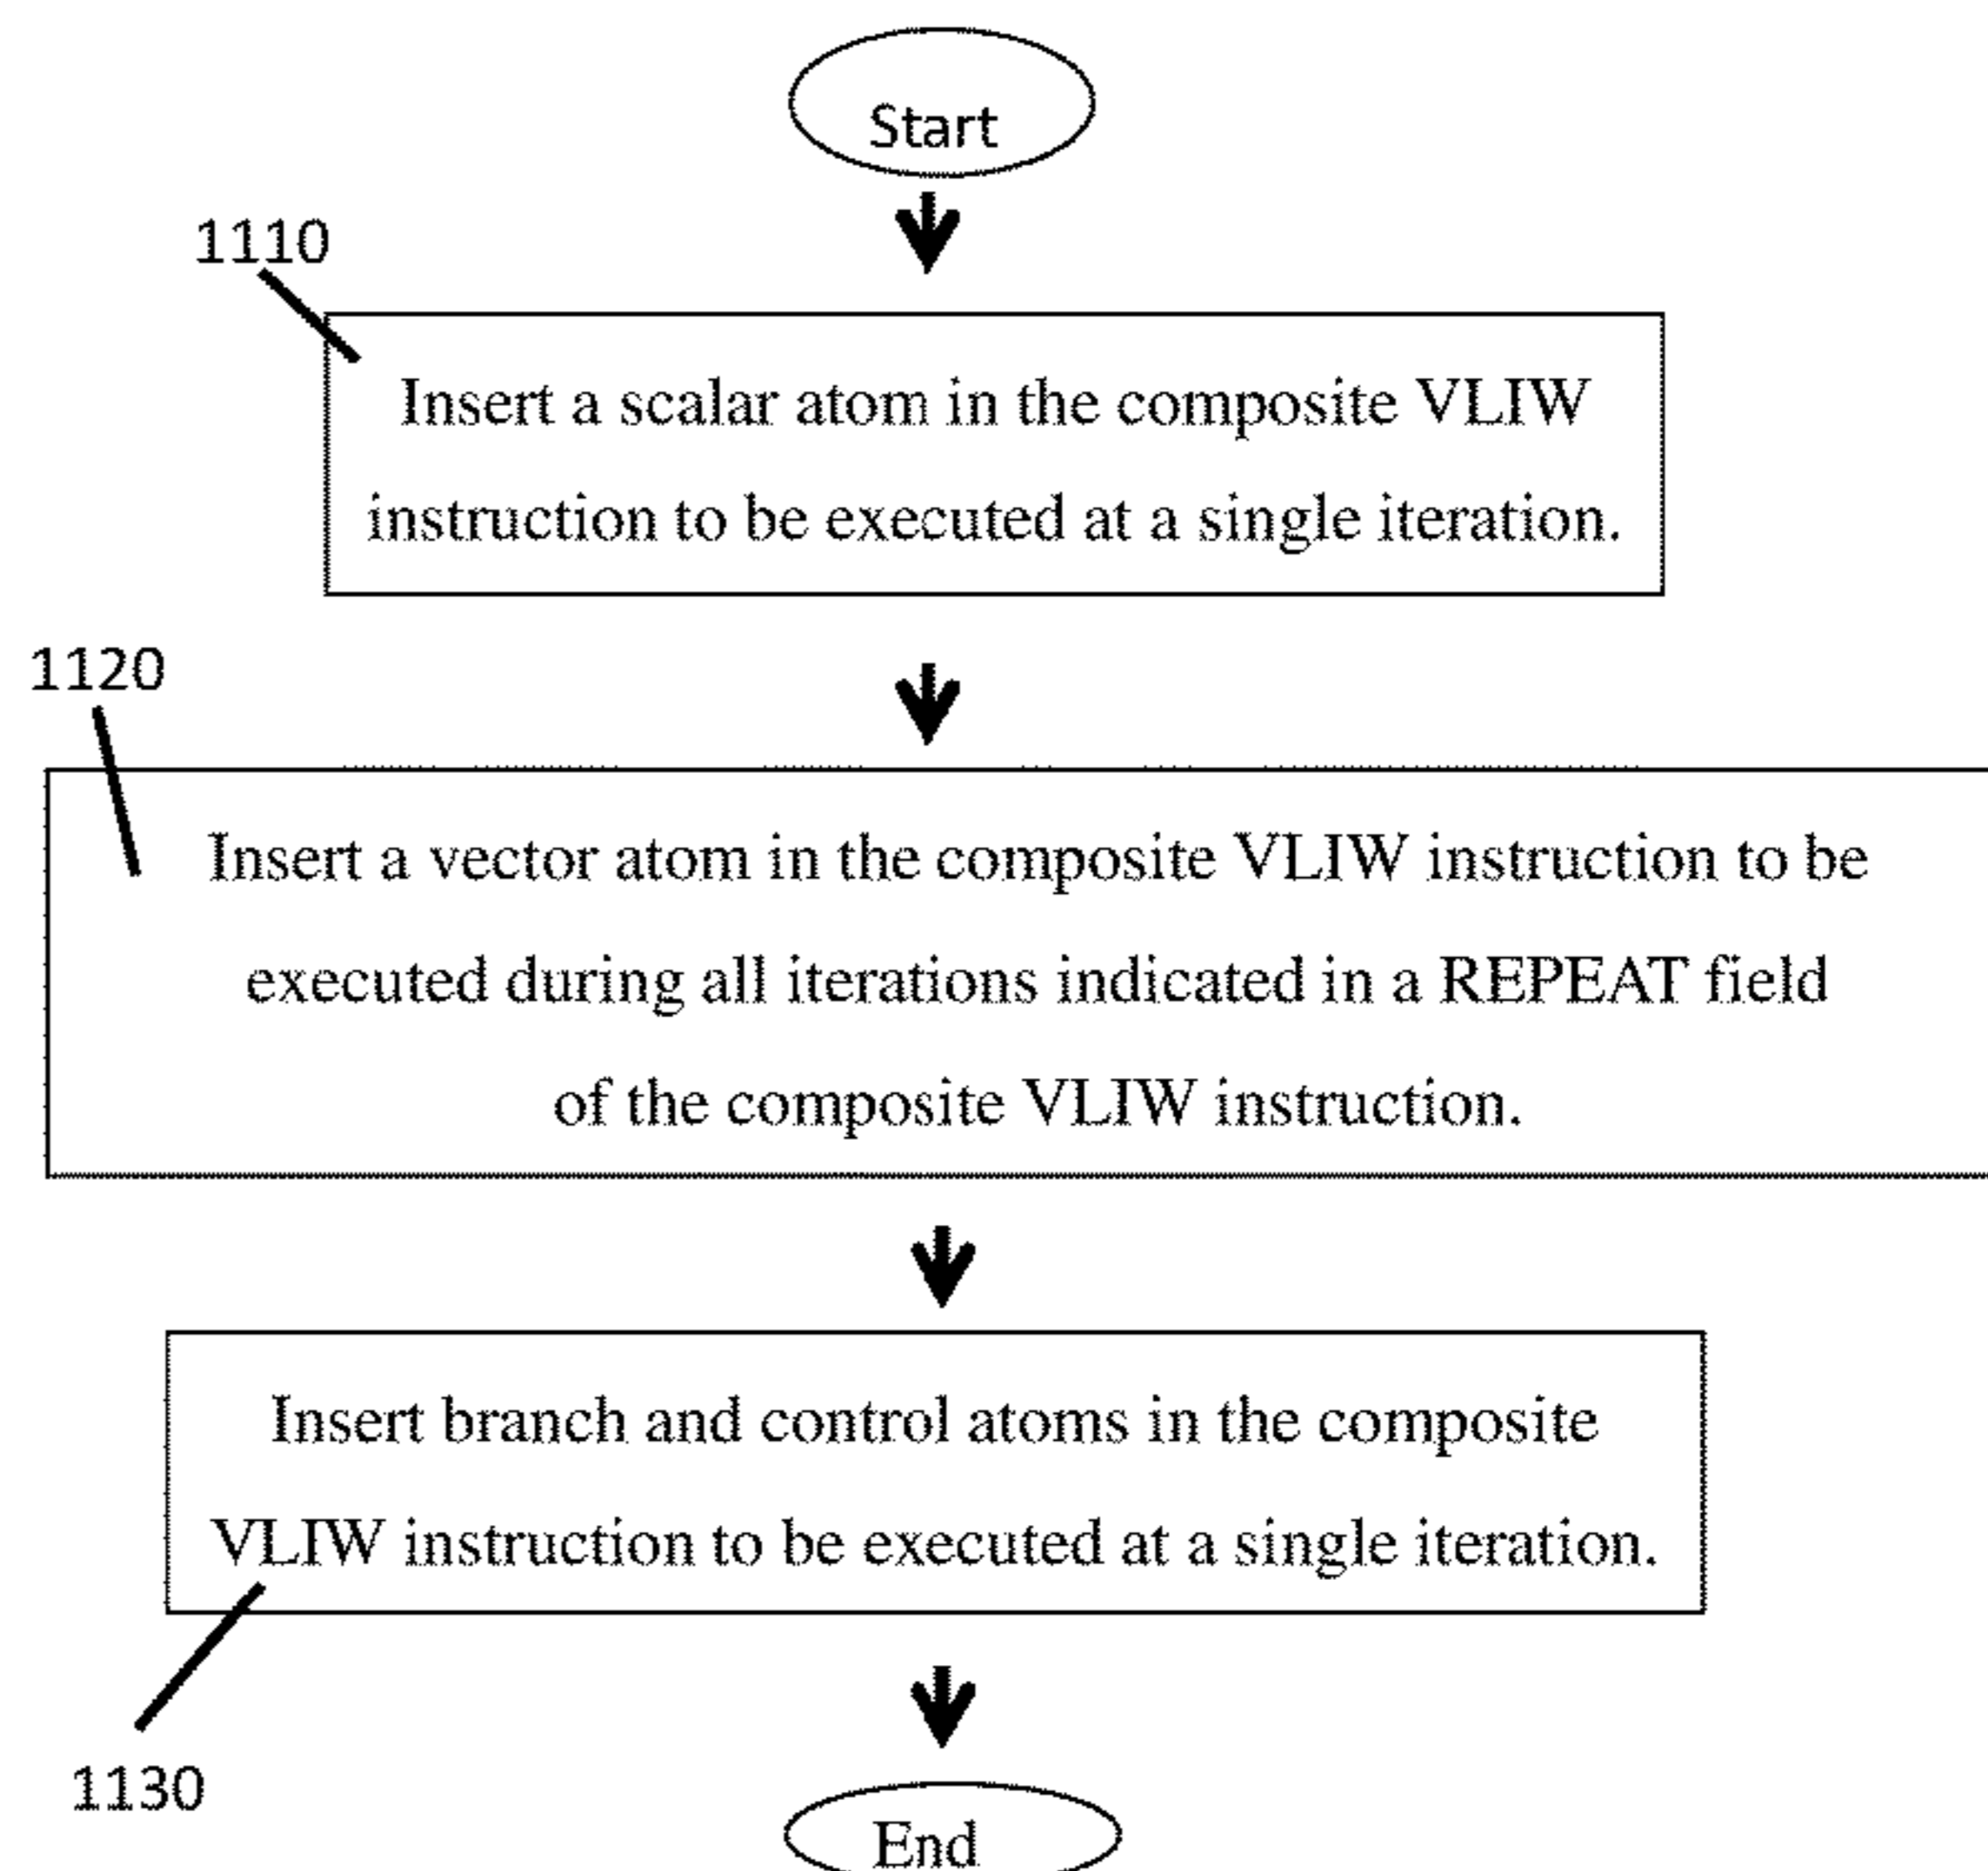 Start
1110
Insert a scalar atom in the composite VLIW
instruction to be executed at a single iteration.
1120
Insert a vector atom in the composite VLIW instruction to be
executed during all iterations indicated in a REPEAT field
of the composite VLIW instruction.
Insert branch and control atoms in the composite
VLIW instruction to be executed at a single iteration.
1130
End